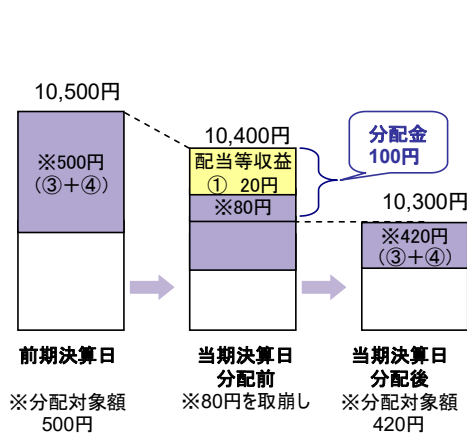 10,500円
※500円
(③+④)
10,400円
配当等収益
① 20円
※80円
分配金
100円
10,300円
※420円
(③+④)
前期決算日
※分配対象額
500円
当期決算日
分配前
※80円を取崩し
当期決算日
分配後
※分配対象額
420円